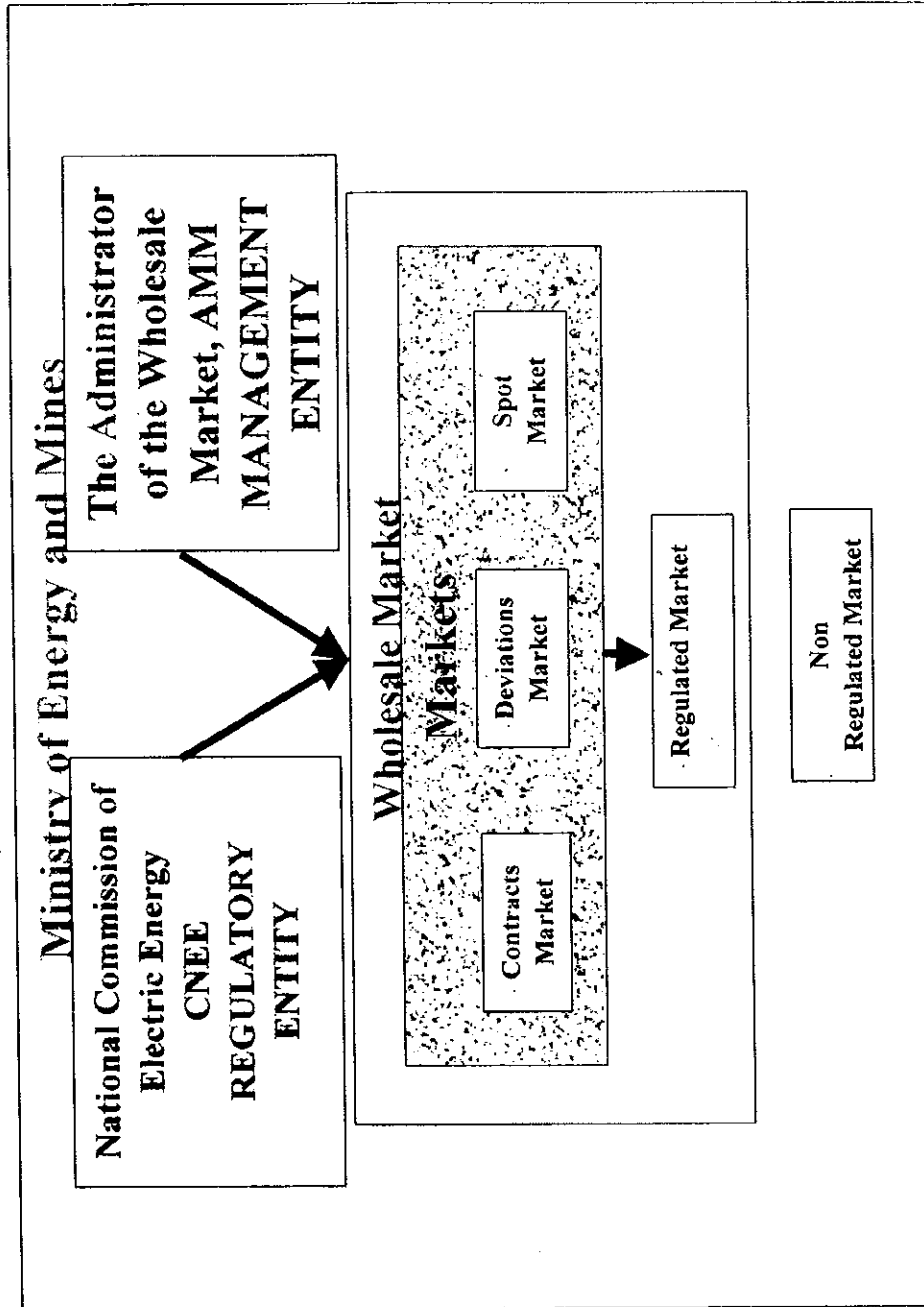 Ministry of Energy and Mines
National Commission of
Electric Energy
CNEE
REGULATORY
ENTITY
The Administrator
of the Wholesale
Market, AMM
MANAGEMENT
ENTITY
Wholesale Market
Markets
Contracts
Market
Deviations
Market
Spot
Market
Regulated Market
Non
Regulated Market